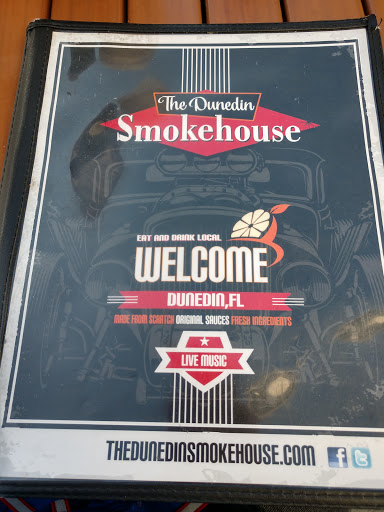 The Dunedin
Smokehouse
EAT AND DRINK LOCAL
WELCOME
DUNEDIN, FL
MADE FROM SCRATCH ORIGINAL SAUCES FRESH INGREDIENTS
LIVE MUSIC
THEDUNEDINSMOKEHOUSE.COM